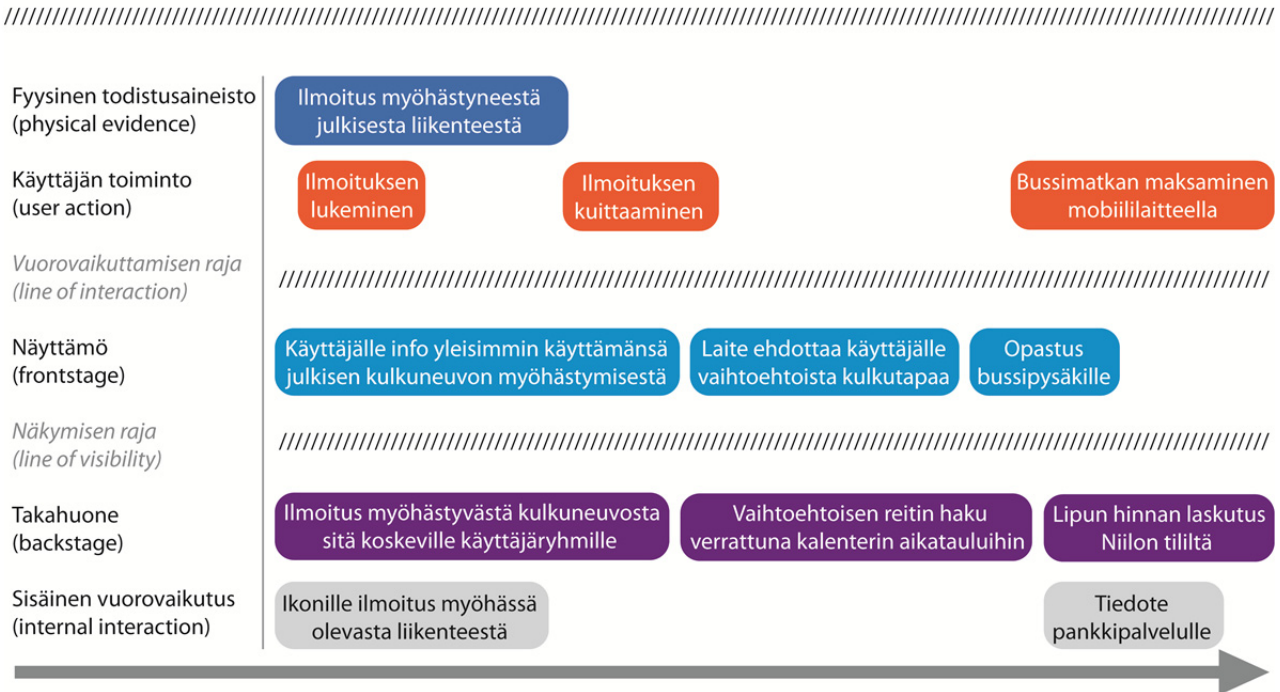 Fyysinen todistusaineisto
(physical evidence)
Ilmoitus myöhästyneestä
julkisesta liikenteestä
Käyttäjän toiminto
(user action)
Ilmoituksen
lukeminen
Ilmoituksen
kuittaaminen
Bussimatkan maksaminen
mobiililaitteella
Vuorovaikuttamisen raja
(line of interaction)
Näyttämö
(frontstage)
Käyttäjälle info yleisimmin käyttämänsä
julkisen kulkuneuvon myöhästymisestä
Laite ehdottaa käyttäjälle
vaihtoehtoista kulkutapaa
Opastus
bussipysäkille
Näkymisen raja
(line of visibility)
Takahuone
(backstage)
Ilmoitus myöhästyvästä kulkuneuvosta
sitä koskeville käyttäjäryhmille
Vaihtoehtoisen reitin haku
verrattuna kalenterin aikatauluihin
Lipun hinnan laskutus
Niilon tililtä
Sisäinen vuorovaikutus
(internal interaction)
Ikonille ilmoitus myöhässä
olevasta liikenteestä
Tiedote
pankkipalvelulle